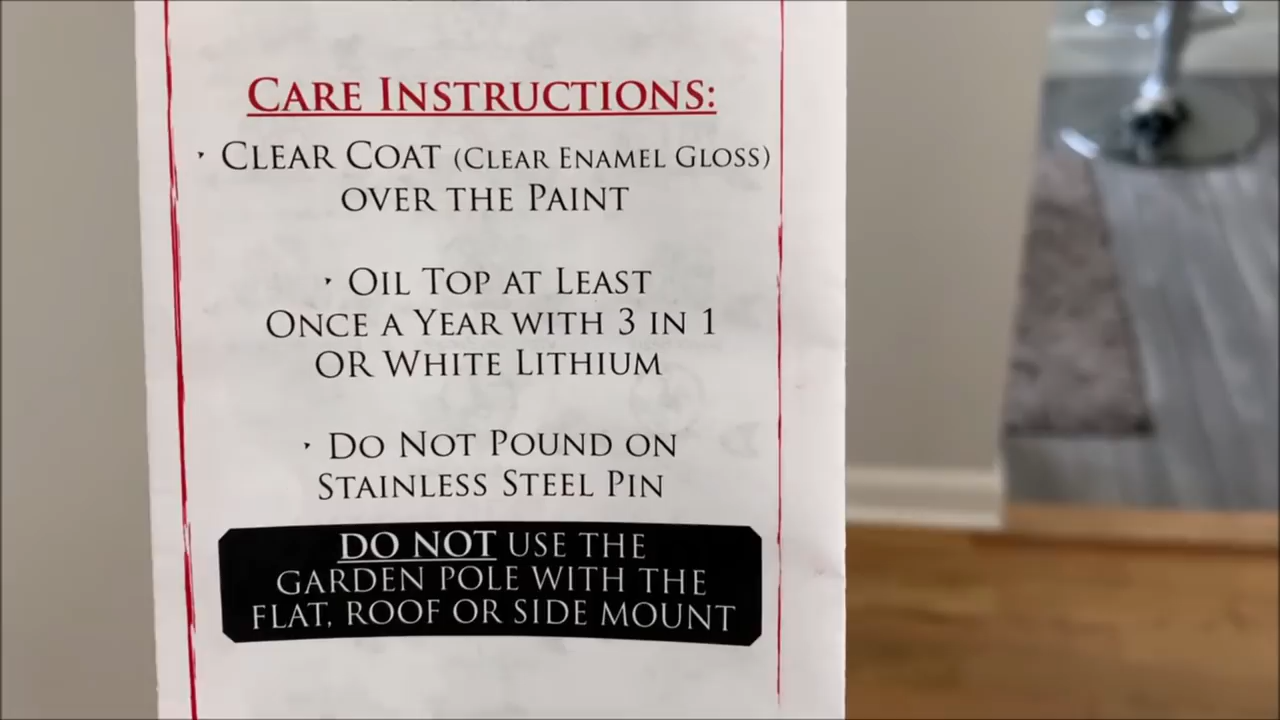 CARE INSTRUCTIONS:
· CLEAR COAT (CLEAR ENAMEL GLOSS)
OVER THE PAINT
· OIL TOP AT LEAST
ONCE A YEAR WITH 3 IN 1
OR WHITE LITHIUM
· DO NOT POUND ON
STAINLESS STEEL PIN
DO NOT USE THE
GARDEN POLE WITH THE
FLAT, ROOF OR SIDE MOUNT